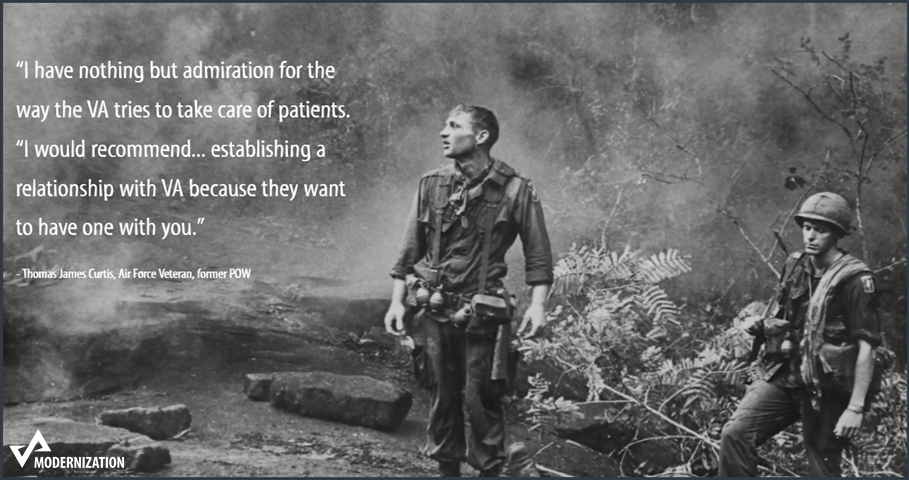 “I have nothing but admiration for the
way the VA tries to take care of patients.
“I would recommend... establishing a
relationship with VA because they want
to have one with you.”
- Thomas James Curtis, Air Force Veteran, former POW
VA
MODERNIZATION